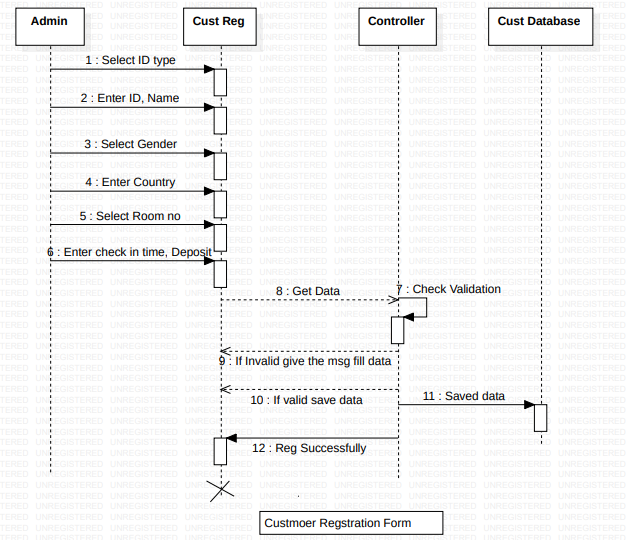 Admin
Cust Reg
Controller
Cust Database
1 : Select ID type
2 : Enter ID, Name
3 : Select Gender
4 : Enter Country
5 : Select Room no
6 : Enter check in time, Deposit
8 : Get Data
7 : Check Validation
9 : If Invalid give the msg fill data
10 : If valid save data
11 : Saved data
12 : Reg Successfully
Custmoer Regstration Form
UNREGISTERED